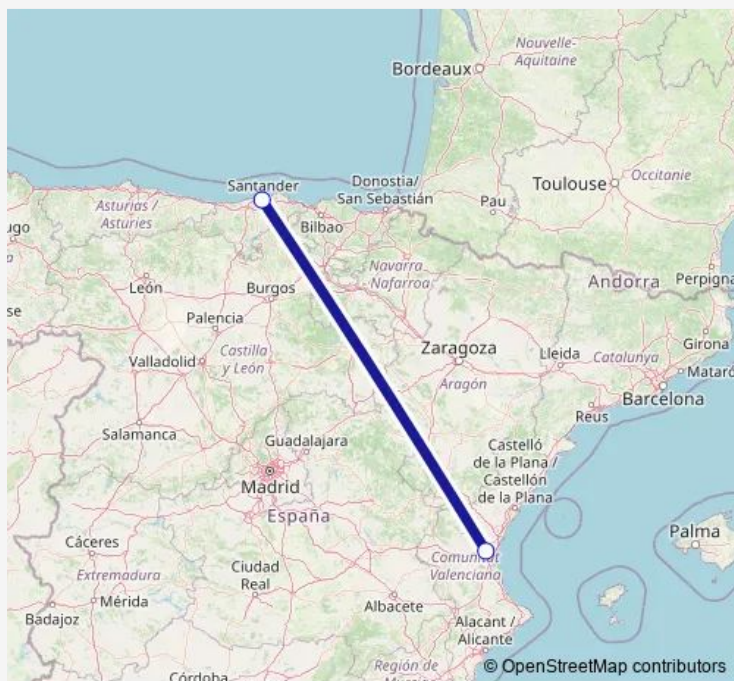 Nouvelle-
Aquitaine
Bordeaux
Santander
Donostia/
San Sebastián
Toulouse
Occitanie
Asturias /
Asturies
Pau
Bilbao
Navarra
Nafarroa
León
Burgos
Andorra
Perpigna
Palencia
Castilla
y León
Valladolid
Zaragoza
Aragón
Lleida
Catalunya
Girona
Mataró
Barcelona
Reus
Salamanca
Guadalajara
Castelló
de la Plana /
Castellón
de la Plana
Madrid
España
Palma
Cáceres
Extremadura
Mérida
Ciudad
Real
Valenciana
Badajoz
Albacete
Alacant /
Alicante
Córdoba
Región de
© OpenStreetMap contributors